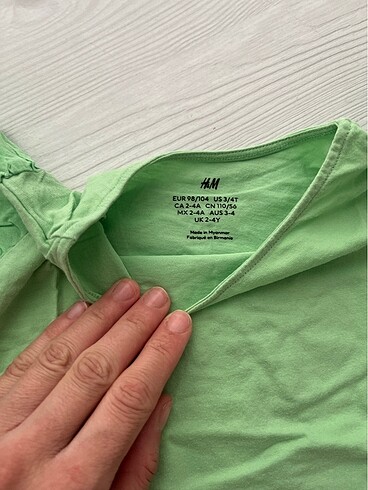 H&M
EUR 98/104 US 3/4T
CA 2-4A CN 110/56
MX 2-4A AUS 3-4
UK 2-4Y
Made in Myanmar
Fabriqué en Birmanie